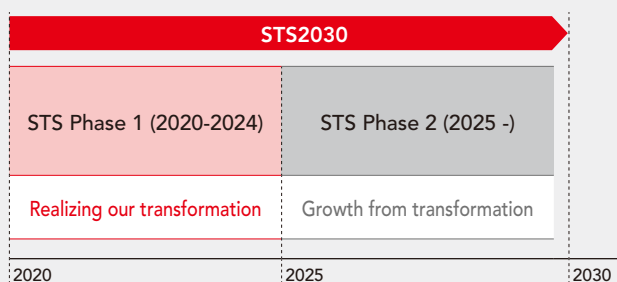 STS2030
STS Phase 1 (2020-2024)
STS Phase 2 (2025 -)
Realizing our transformation
Growth from transformation
2020
2025
2030